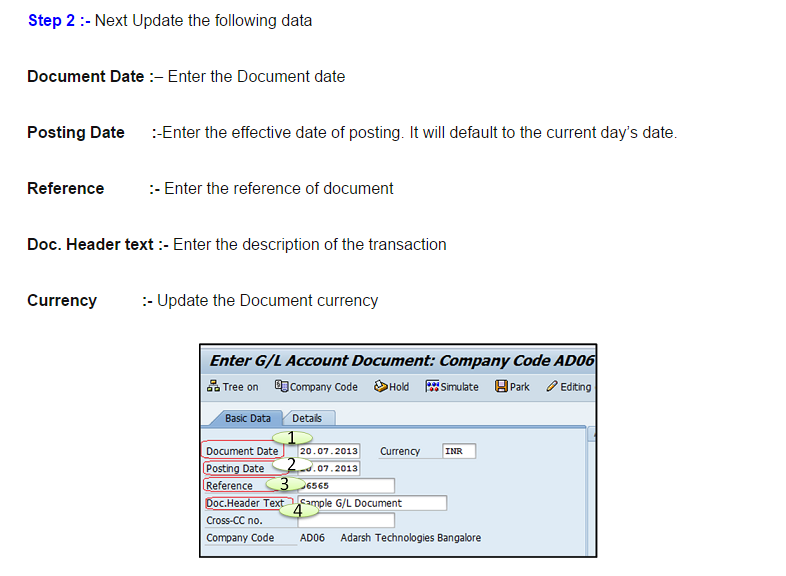 Step 2 :- Next Update the following data
Document Date :– Enter the Document date
Posting Date :-Enter the effective date of posting. It will default to the current day's date.
Reference :- Enter the reference of document
Doc. Header text :- Enter the description of the transaction
Currency :- Update the Document currency
Enter G/L Account Document: Company Code AD06
Tree on Company Code Hold Simulate Park Editing
Basic Data Details
1
Document Date 20.07.2013 Currency INR
Posting Date 2 .07.2013
Reference 3 6565
Doc.Header Text Sample G/L Document
4
Cross-CC no.
Company Code AD06 Adarsh Technologies Bangalore